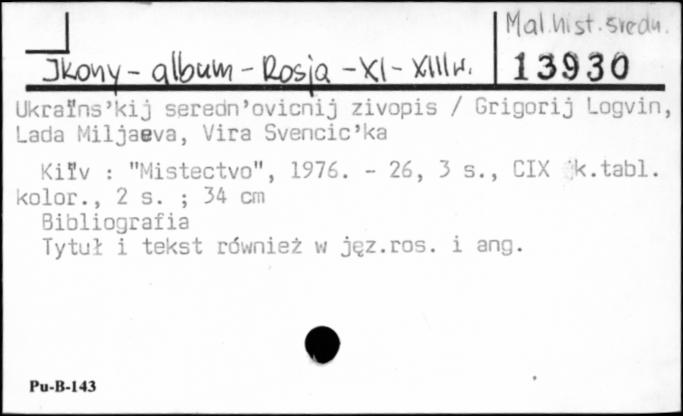 Mal.hist.średn.
Ikony - album - Rosja - XI - XIII w. 13930
Ukraïns'kij seredn'ovicnij zivopis / Grigorij Logvin,
Lada Miljaeva, Vira Svencic'ka
Kiïv : "Mistectvo", 1976. - 26, 3 s., CIX k.tabl.
kolor., 2 s. ; 34 cm
Bibliografia
Tytuł i tekst również w jęz.ros. i ang.
Pu-B-143